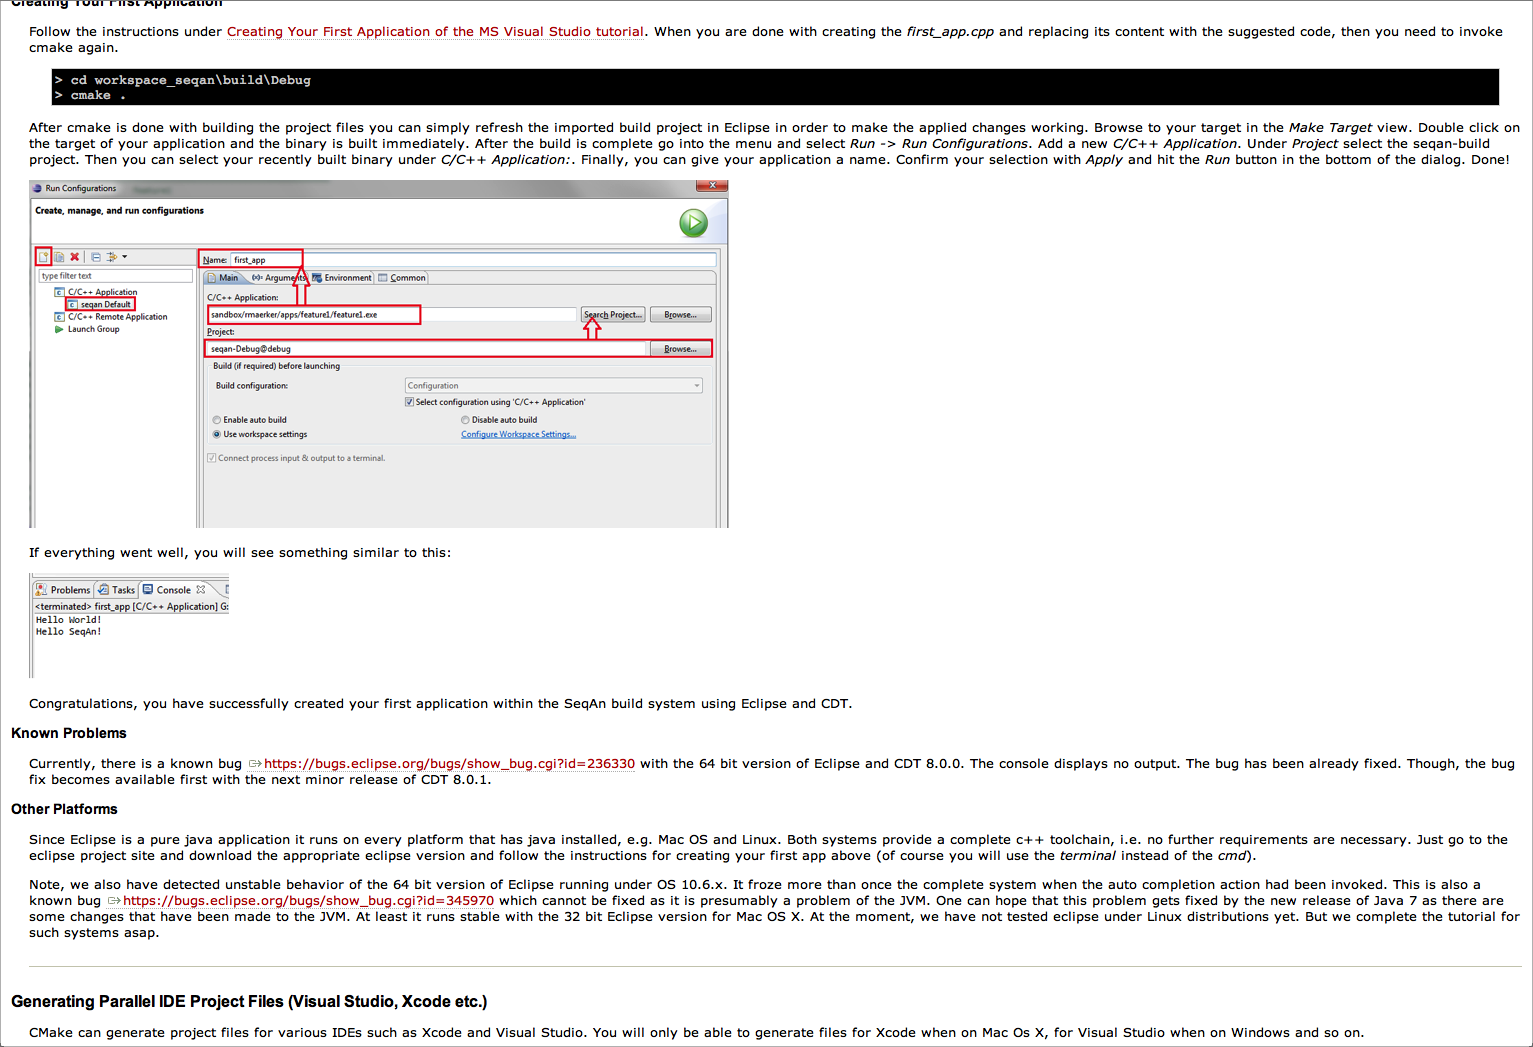 Creating Your First Application
Follow the instructions under Creating Your First Application of the MS Visual Studio tutorial. When you are done with creating the first_app.cpp and replacing its content with the suggested code, then you need to invoke
cmake again.
> cd workspace_seqan\build\Debug
> cmake .
After cmake is done with building the project files you can simply refresh the imported build project in Eclipse in order to make the applied changes working. Browse to your target in the Make Target view. Double click on
the target of your application and the binary is built immediately. After the build is complete go into the menu and select Run -> Run Configurations. Add a new C/C++ Application. Under Project select the seqan-build
project. Then you can select your recently built binary under C/C++ Application:. Finally, you can give your application a name. Confirm your selection with Apply and hit the Run button in the bottom of the dialog. Done!
Run Configurations
Create, manage, and run configurations
Name: first_app
type filter text
Main Arguments Environment Common
C/C++ Application
C/C++ Application:
seqan Default
sandbox/rmaerker/apps/feature1/feature1.exe Search Project... Browse...
C/C++ Remote Application
Launch Group
Project:
seqan-Debug@debug Browse...
Build (if required) before launching
Build configuration: Configuration
Select configuration using 'C/C++ Application'
Enable auto build Disable auto build
Use workspace settings Configure Workspace Settings...
Connect process input & output to a terminal.
If everything went well, you will see something similar to this:
Problems Tasks Console
<terminated> first_app [C/C++ Application] G:
Hello World!
Hello SeqAn!
Congratulations, you have successfully created your first application within the SeqAn build system using Eclipse and CDT.
Known Problems
Currently, there is a known bug https://bugs.eclipse.org/bugs/show_bug.cgi?id=236330 with the 64 bit version of Eclipse and CDT 8.0.0. The console displays no output. The bug has been already fixed. Though, the bug
fix becomes available first with the next minor release of CDT 8.0.1.
Other Platforms
Since Eclipse is a pure java application it runs on every platform that has java installed, e.g. Mac OS and Linux. Both systems provide a complete c++ toolchain, i.e. no further requirements are necessary. Just go to the
eclipse project site and download the appropriate eclipse version and follow the instructions for creating your first app above (of course you will use the terminal instead of the cmd).
Note, we also have detected unstable behavior of the 64 bit version of Eclipse running under OS 10.6.x. It froze more than once the complete system when the auto completion action had been invoked. This is also a
known bug https://bugs.eclipse.org/bugs/show_bug.cgi?id=345970 which cannot be fixed as it is presumably a problem of the JVM. One can hope that this problem gets fixed by the new release of Java 7 as there are
some changes that have been made to the JVM. At least it runs stable with the 32 bit Eclipse version for Mac OS X. At the moment, we have not tested eclipse under Linux distributions yet. But we complete the tutorial for
such systems asap.
Generating Parallel IDE Project Files (Visual Studio, Xcode etc.)
CMake can generate project files for various IDEs such as Xcode and Visual Studio. You will only be able to generate files for Xcode when on Mac Os X, for Visual Studio when on Windows and so on.